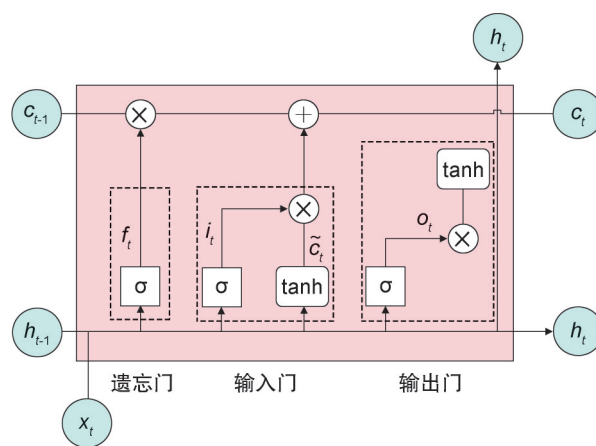 h_t
c_{t-1}
×
+
c_t
tanh
f_t
i_t
×
c̃_t
o_t
×
σ
σ
tanh
σ
h_{t-1}
h_t
遗忘门
输入门
输出门
x_t